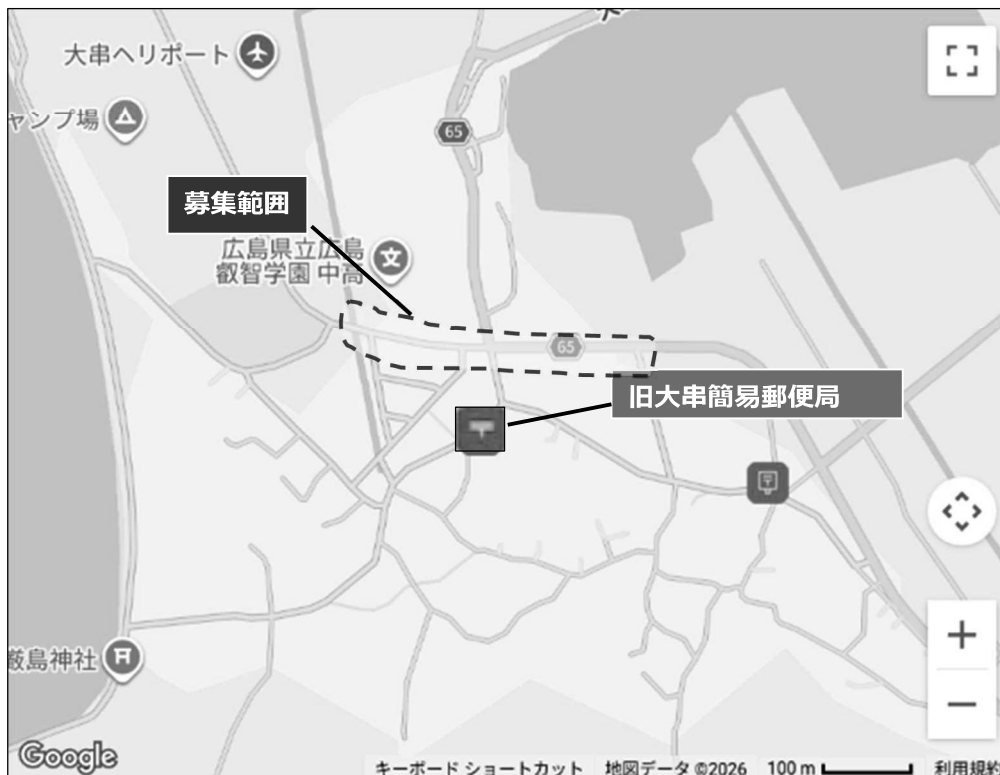 大串ヘリポート
ャンプ場
65
募集範囲
広島県立広島
叡智学園 中高
文
65
旧大串簡易郵便局
厳島神社
Google
キーボード ショートカット
地図データ ©2026
100 m
利用規約